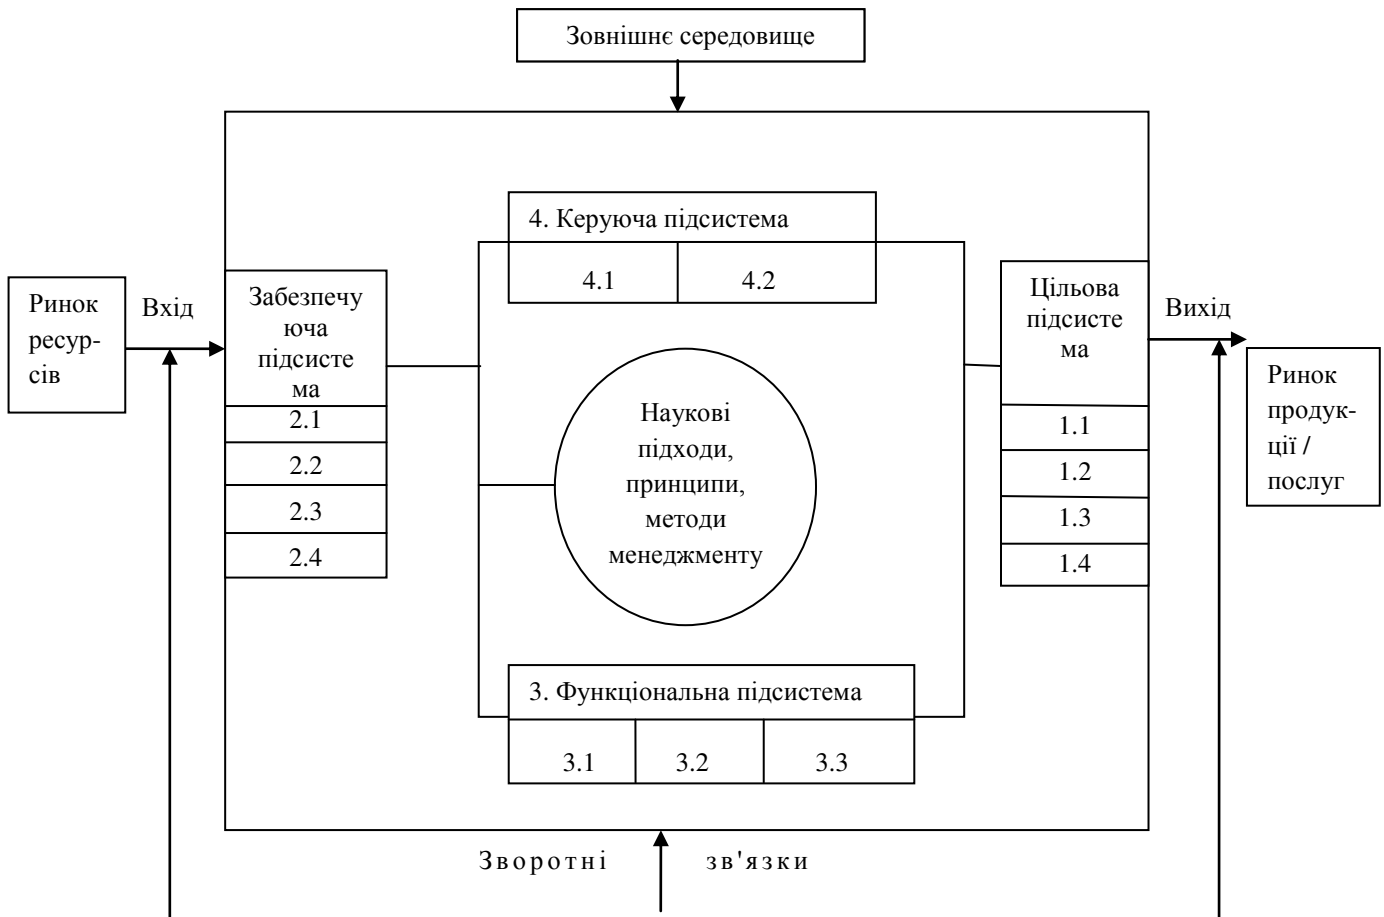 Зовнішнє середовище
4. Керуюча підсистема
4.1 4.2
Ринок
ресур-
сів
Вхід
Забезпечу
юча
підсисте
ма
2.1
2.2
2.3
2.4
Наукові
підходи,
принципи,
методи
менеджменту
Цільова
підсисте
ма
1.1
1.2
1.3
1.4
Вихід
Ринок
продук-
ції /
послуг
3. Функціональна підсистема
3.1 3.2 3.3
Зворотні зв'язки